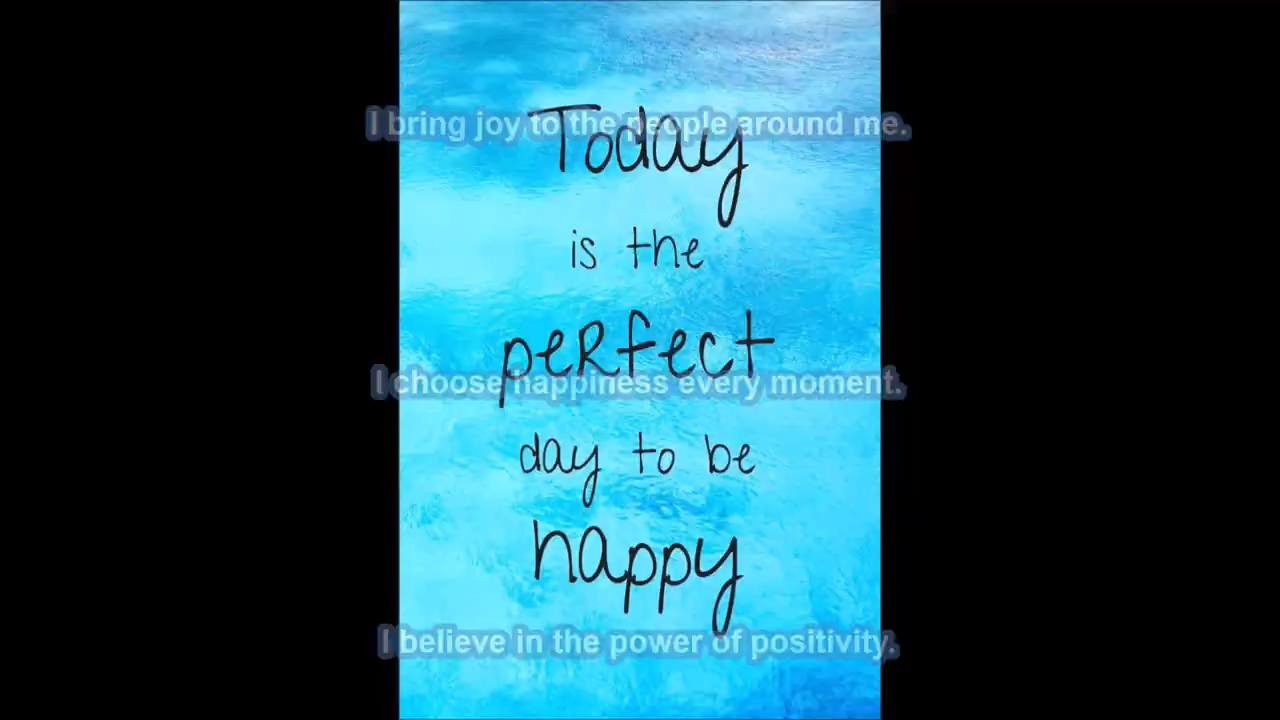 I bring joy to the people around me.
Today
is the
peRfect
I choose happiness every moment.
day to be
happy
I believe in the power of positivity.